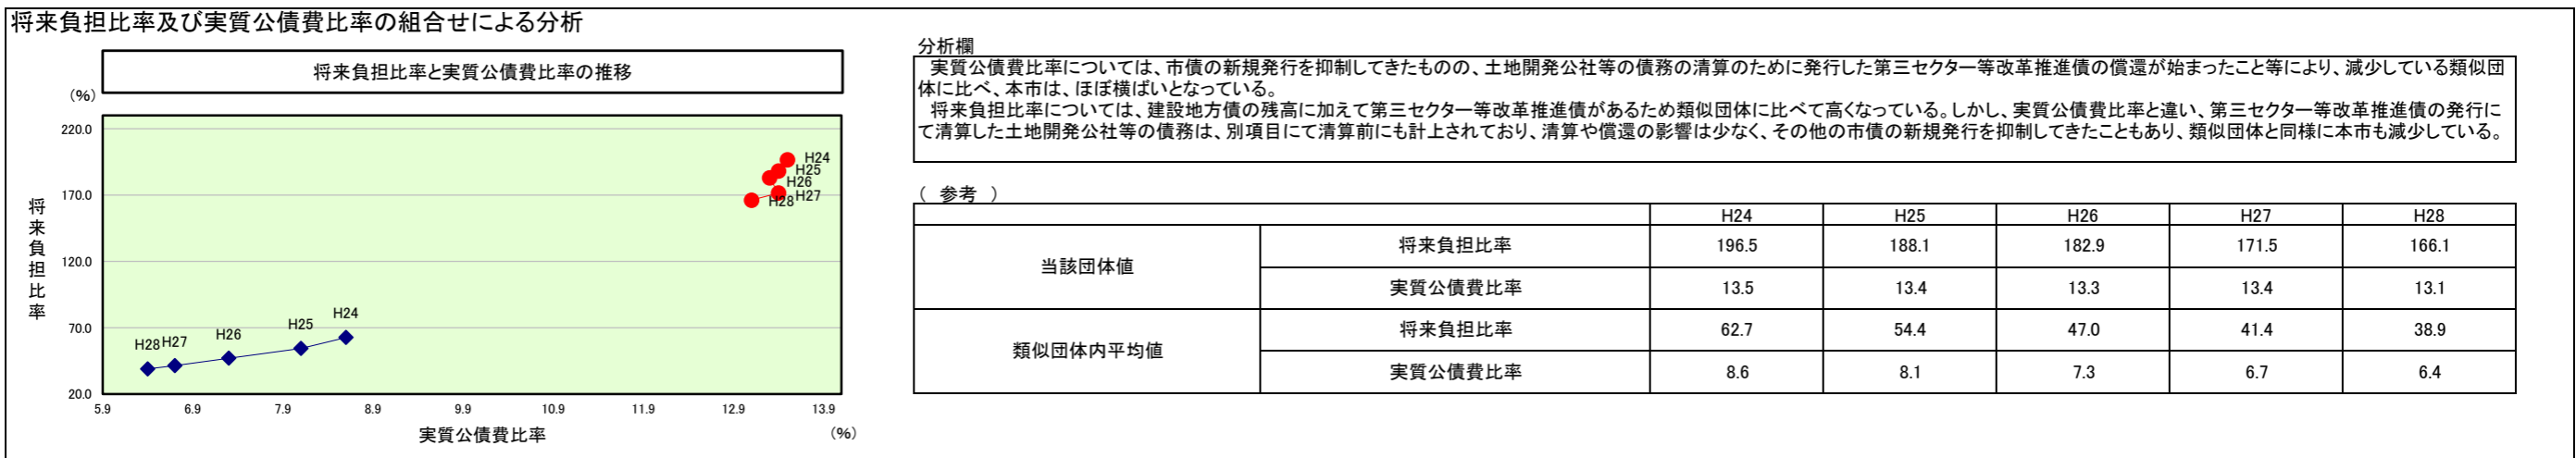 将来負担比率及び実質公債費比率の組合せによる分析
将来負担比率と実質公債費比率の推移
(%)
220.0
170.0
120.0
70.0
20.0
将来負担比率
H24
H25
H26
H27
H28
H24
H25
H26
H27
H28
5.9 6.9 7.9 8.9 9.9 10.9 11.9 12.9 13.9
実質公債費比率
(%)
分析欄
実質公債費比率については、市債の新規発行を抑制してきたものの、土地開発公社等の債務の清算のために発行した第三セクター等改革推進債の償還が始まったこと等により、減少している類似団
体に比べ、本市は、ほぼ横ばいとなっている。
将来負担比率については、建設地方債の残高に加えて第三セクター等改革推進債があるため類似団体に比べて高くなっている。しかし、実質公債費比率と違い、第三セクター等改革推進債の発行に
て清算した土地開発公社等の債務は、別項目にて清算前にも計上されており、清算や償還の影響は少なく、その他の市債の新規発行を抑制してきたこともあり、類似団体と同様に本市も減少している。
( 参考 )
H24 H25 H26 H27 H28
当該団体値
将来負担比率 196.5 188.1 182.9 171.5 166.1
実質公債費比率 13.5 13.4 13.3 13.4 13.1
類似団体内平均値
将来負担比率 62.7 54.4 47.0 41.4 38.9
実質公債費比率 8.6 8.1 7.3 6.7 6.4